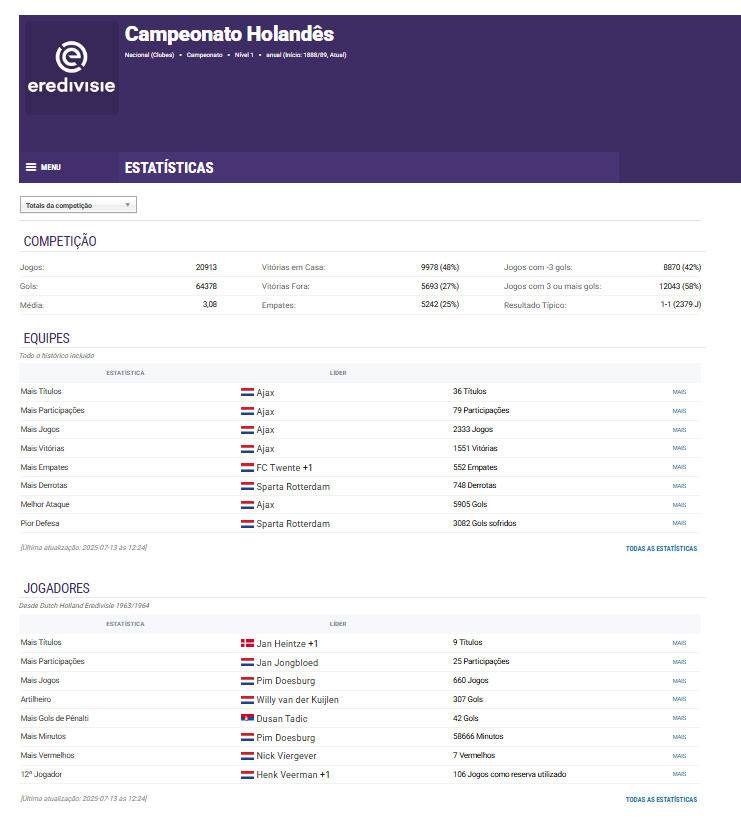 Campeonato Holandês
Nacional (Clubes) • Campeonato • Nível 1 • anual (Início: 1888/89, Atual)
eredivisie
MENU
ESTATÍSTICAS
Totais da competição
COMPETIÇÃO
Jogos: 20913 Vitórias em Casa: 9978 (48%) Jogos com -3 gols: 8870 (42%)
Gols: 64378 Vitórias Fora: 5693 (27%) Jogos com 3 ou mais gols: 12043 (58%)
Média: 3,08 Empates: 5242 (25%) Resultado Típico: 1-1 (2379 J)
EQUIPES
Todo o histórico incluido
ESTATÍSTICA LÍDER
Mais Títulos Ajax 36 Títulos MAIS
Mais Participações Ajax 79 Participações MAIS
Mais Jogos Ajax 2333 Jogos MAIS
Mais Vitórias Ajax 1551 Vitórias MAIS
Mais Empates FC Twente +1 552 Empates MAIS
Mais Derrotas Sparta Rotterdam 748 Derrotas MAIS
Melhor Ataque Ajax 5905 Gols MAIS
Pior Defesa Sparta Rotterdam 3082 Gols sofridos MAIS
[Última atualização: 2025-07-13 às 12:24] TODAS AS ESTATÍSTICAS
JOGADORES
Desde Dutch Holland Eredivisie 1963/1964
ESTATÍSTICA LÍDER
Mais Títulos Jan Heintze +1 9 Títulos MAIS
Mais Participações Jan Jongbloed 25 Participações MAIS
Mais Jogos Pim Doesburg 660 Jogos MAIS
Artilheiro Willy van der Kuijlen 307 Gols MAIS
Mais Gols de Pênalti Dusan Tadic 42 Gols MAIS
Mais Minutos Pim Doesburg 58666 Minutos MAIS
Mais Vermelhos Nick Viergever 7 Vermelhos MAIS
12º Jogador Henk Veerman +1 106 Jogos como reserva utilizado MAIS
[Última atualização: 2025-07-13 às 12:24] TODAS AS ESTATÍSTICAS